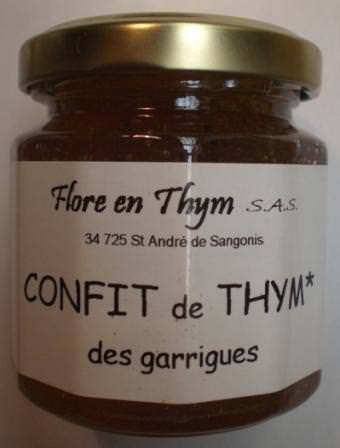 Flore en Thym S.A.S.
34 725 St André de Sangonis
CONFIT de THYM*
des garrigues